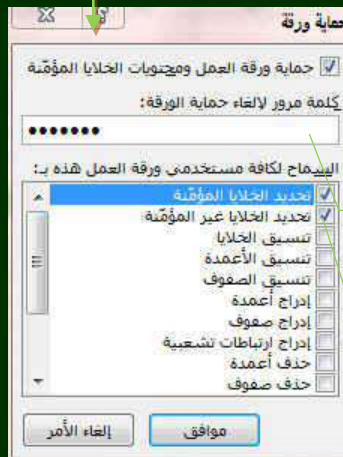 حماية ورقة
حماية ورقة العمل ومحتويات الخلايا المؤمّنة
كلمة مرور لإلغاء حماية الورقة:
•••••••
السماح لكافة مستخدمي ورقة العمل هذه بـ:
تحديد الخلايا المؤمّنة
تحديد الخلايا غير المؤمّنة
تنسيق الخلايا
تنسيق الأعمدة
تنسيق الصفوف
إدراج أعمدة
إدراج صفوف
إدراج ارتباطات تشعبية
حذف أعمدة
حذف صفوف
موافق
إلغاء الأمر